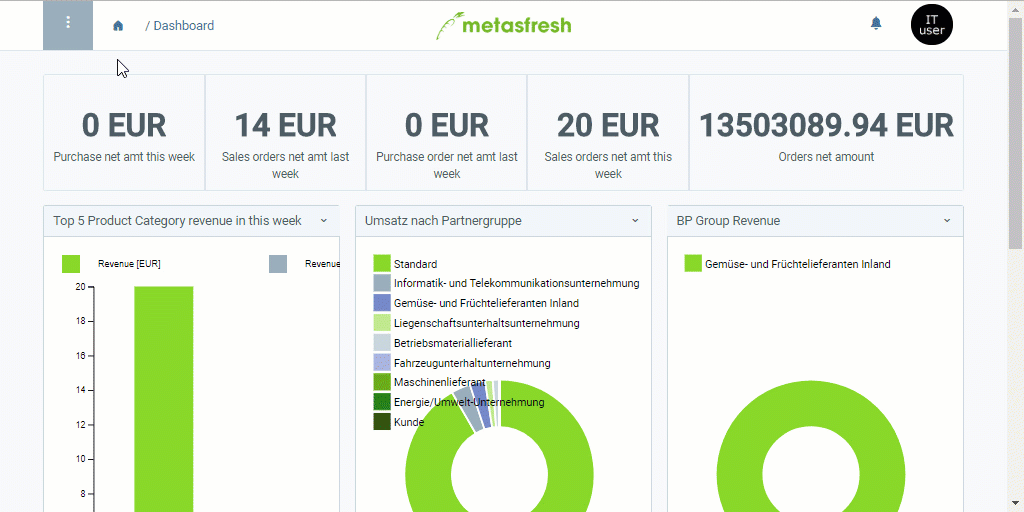 / Dashboard
metasfresh
IT
user
0 EUR
Purchase net amt this week
14 EUR
Sales orders net amt last
week
0 EUR
Purchase order net amt last
week
20 EUR
Sales orders net amt this
week
13503089.94 EUR
Orders net amount
Top 5 Product Category revenue in this week
Revenue [EUR]
Revenue
20
18
16
14
12
10
8
Umsatz nach Partnergruppe
Standard
Informatik- und Telekommunikationsunternehmung
Gemüse- und Früchtelieferanten Inland
Liegenschaftsunterhaltsunternehmung
Betriebsmateriallieferant
Fahrzeugunterhaltunternehmung
Maschinenlieferant
Energie/Umwelt-Unternehmung
Kunde
BP Group Revenue
Gemüse- und Früchtelieferanten Inland